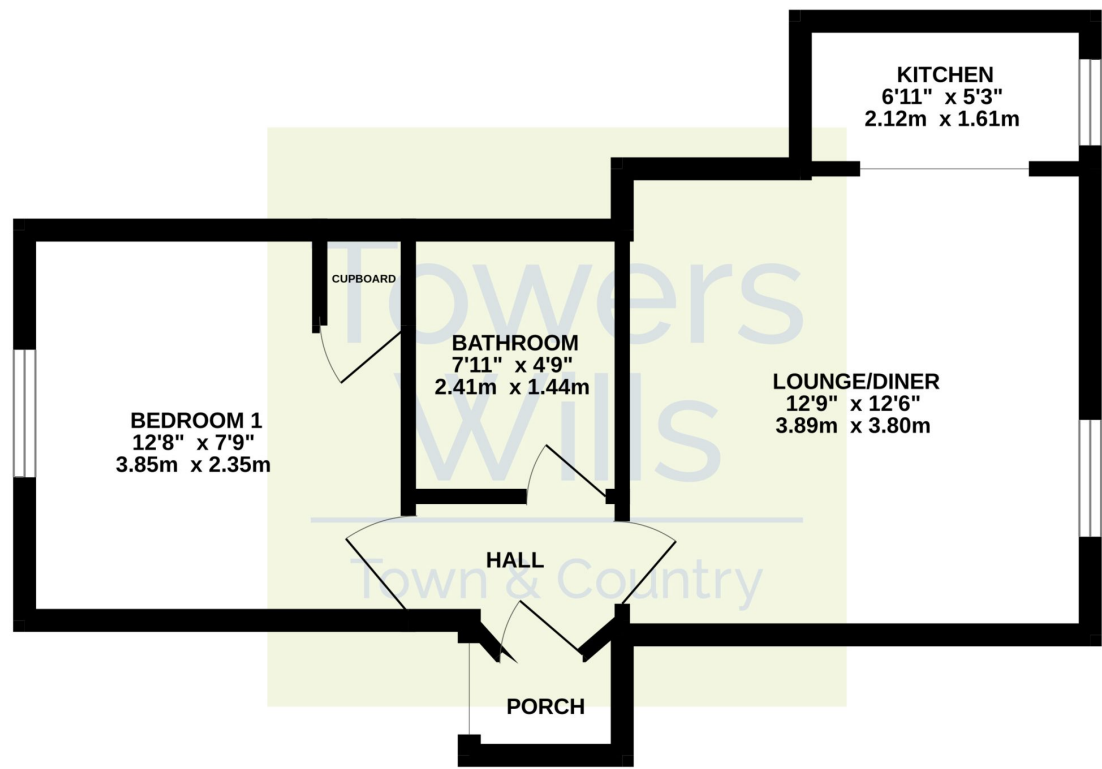 KITCHEN
6'11" x 5'3"
2.12m x 1.61m
CUPBOARD
Towers
Wills
Town & Country
BATHROOM
7'11" x 4'9"
2.41m x 1.44m
LOUNGE/DINER
12'9" x 12'6"
3.89m x 3.80m
BEDROOM 1
12'8" x 7'9"
3.85m x 2.35m
HALL
PORCH